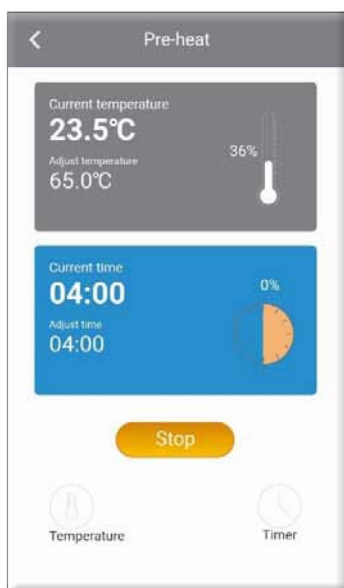 Pre-heat
Current temperature
23.5°C
36%
Adjust temperature
65.0°C
Current time
04:00
0%
Adjust time
04:00
Stop
Temperature
Timer